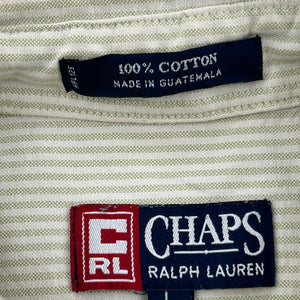 100% COTTON
MADE IN GUATEMALA
C
RL
CHAPS
RALPH LAUREN
L